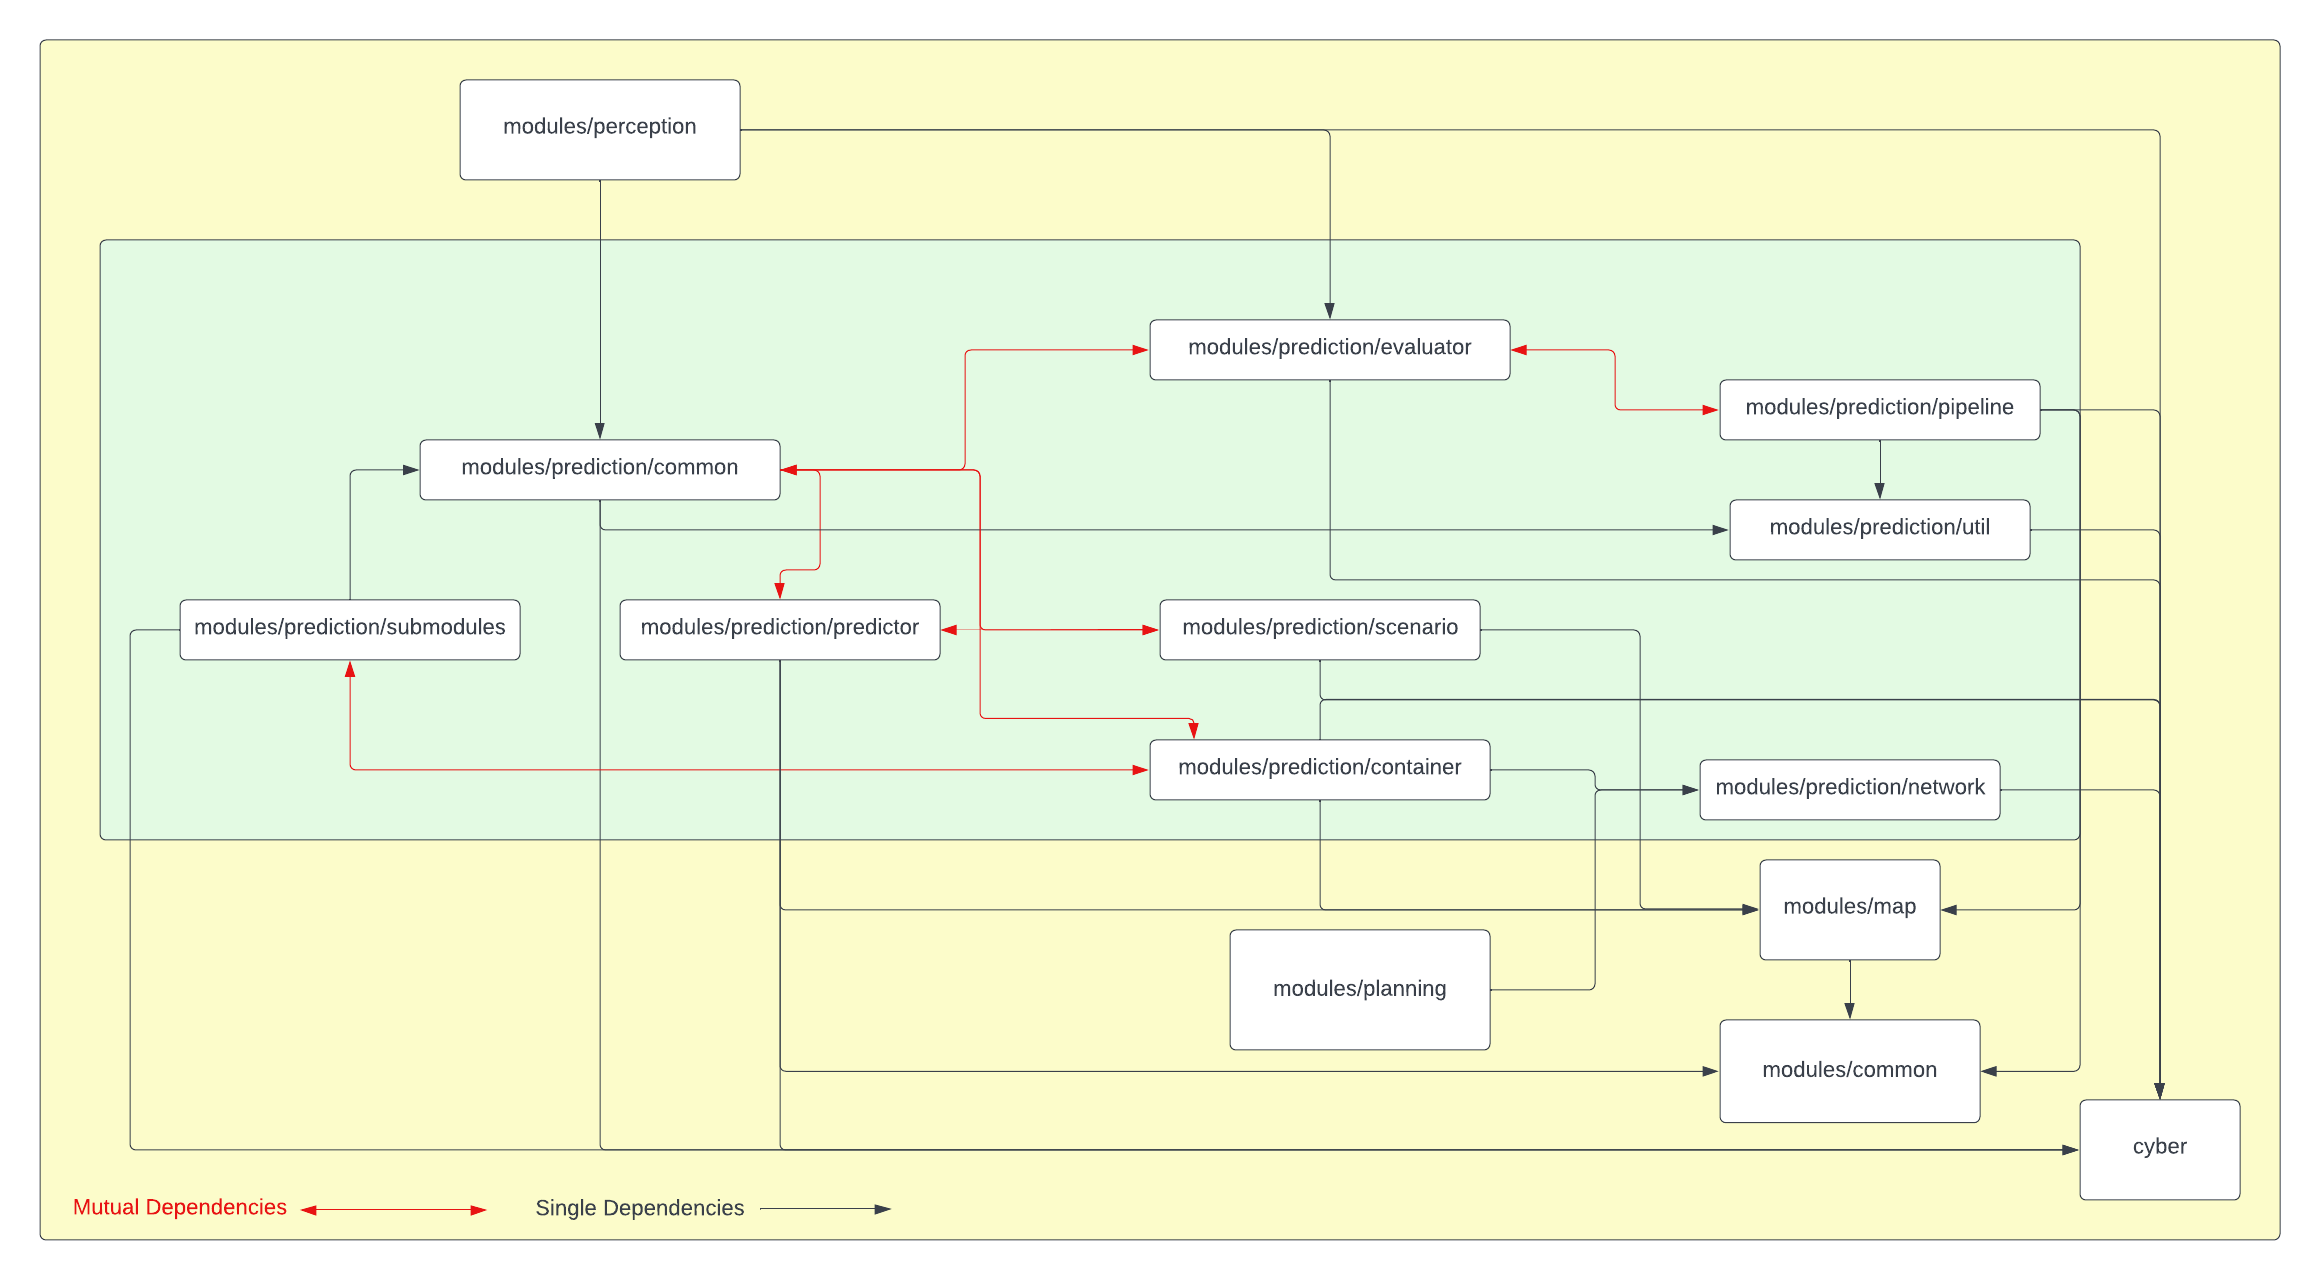 modules/perception
modules/prediction/evaluator
modules/prediction/pipeline
modules/prediction/common
modules/prediction/util
modules/prediction/submodules
modules/prediction/predictor
modules/prediction/scenario
modules/prediction/container
modules/prediction/network
modules/map
modules/planning
modules/common
cyber
Mutual Dependencies
Single Dependencies